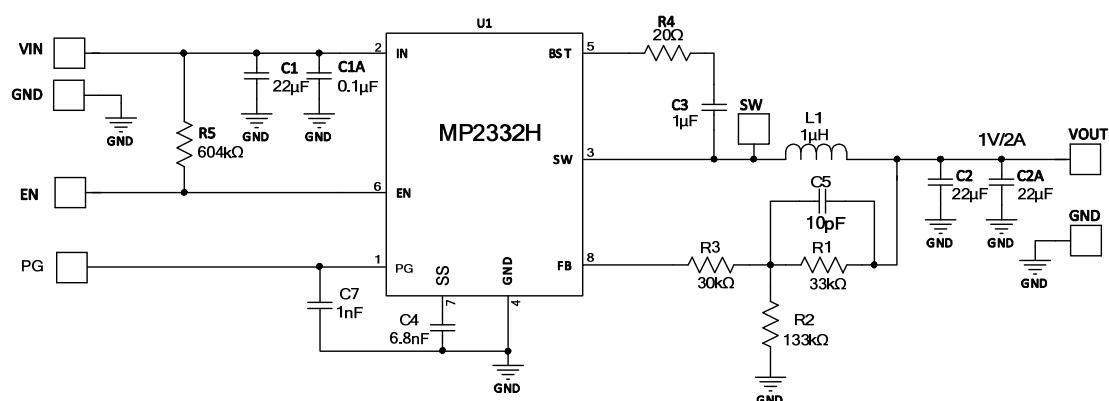 U1
VIN
GND
GND
R5
604kΩ
EN
PG
C1
22µF
GND
C1A
0.1µF
GND
2
IN
6
EN
1
PG
C7
1nF
MP2332H
BST
5
SW
3
FB
8
SS
7
GND
4
C4
6.8nF
GND
R4
20Ω
C3
1µF
SW
L1
1µH
1V/2A
VOUT
C2
22µF
GND
C2A
22µF
GND
GND
GND
C5
10pF
R3
30kΩ
R1
33kΩ
R2
133kΩ
GND